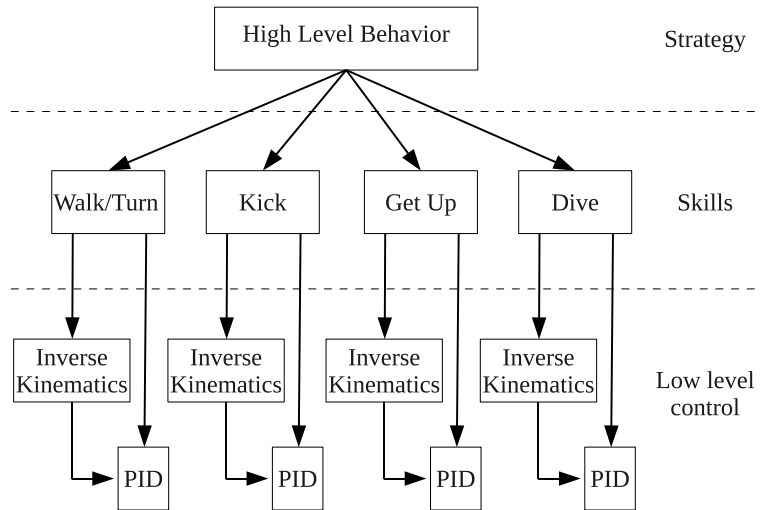 High Level Behavior
Strategy
Walk/Turn
Kick
Get Up
Dive
Skills
Inverse
Kinematics
Inverse
Kinematics
Inverse
Kinematics
Inverse
Kinematics
Low level
control
PID
PID
PID
PID